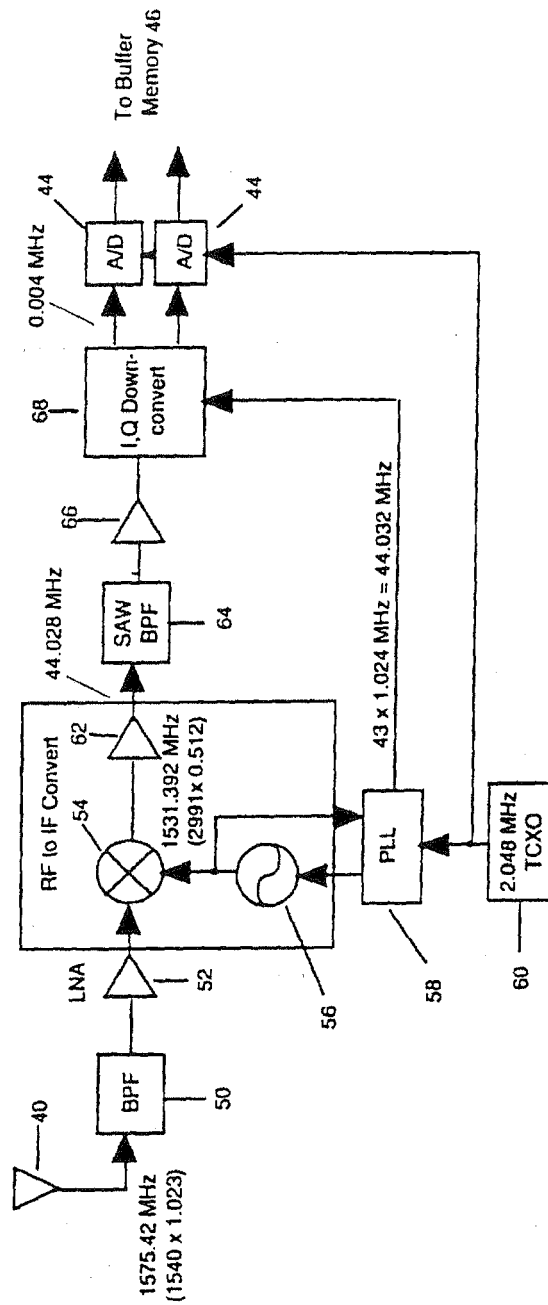 40
1575.42 MHz
(1540 x 1.023)
BPF
50
LNA
52
RF to IF Convert
54
62
1531.392 MHz
(2991x 0.512)
56
PLL
58
2.048 MHz
TCXO
60
44.028 MHz
SAW
BPF
64
66
43 x 1.024 MHz = 44.032 MHz
68
I,Q Down-
convert
0.004 MHz
44
A/D
A/D
44
To Buffer
Memory 46